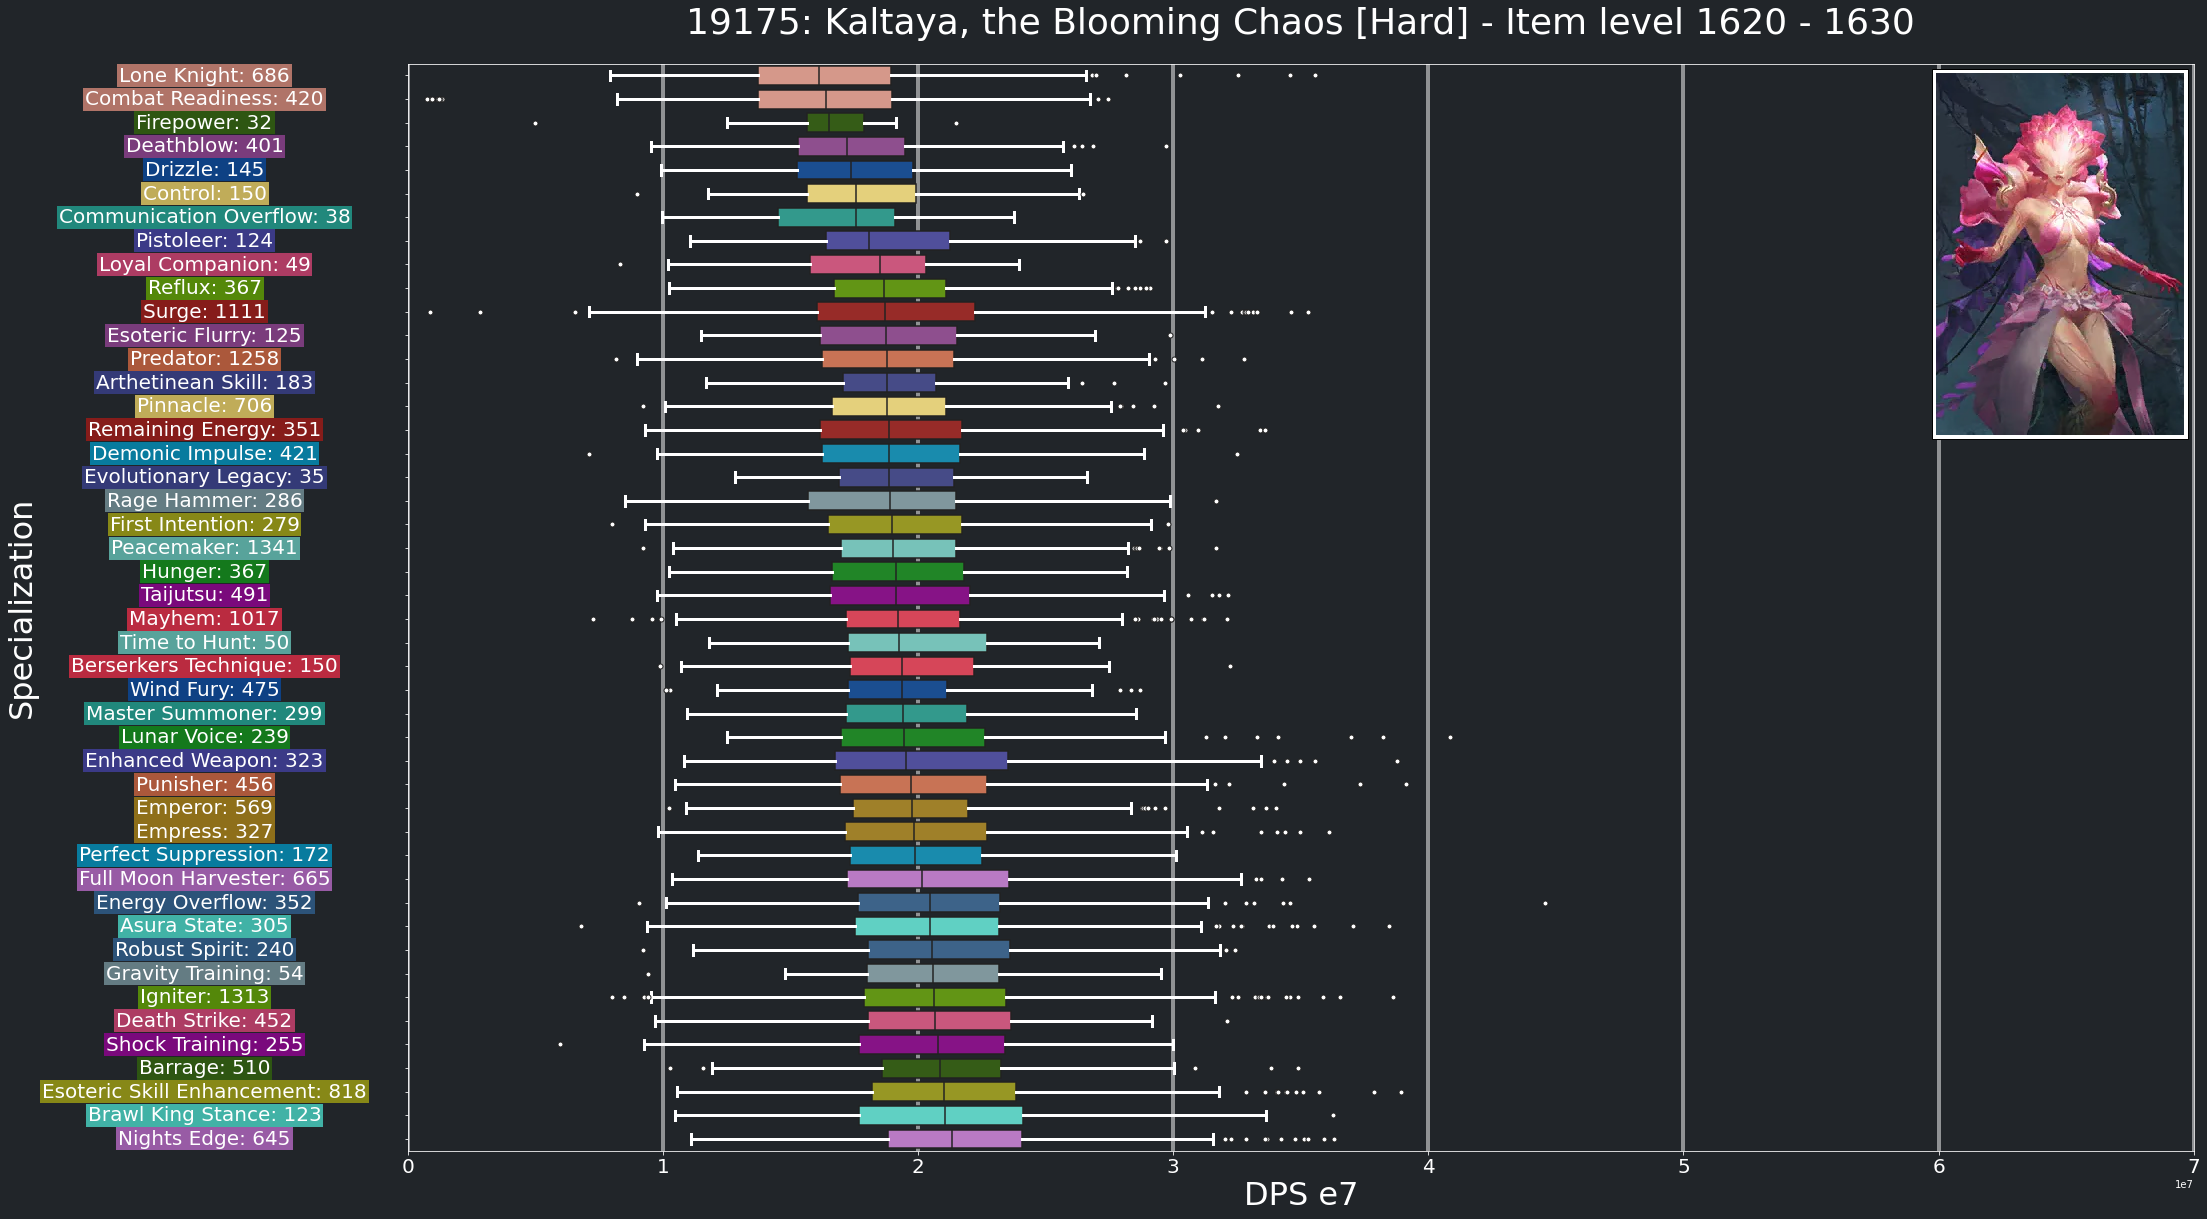 19175: Kaltaya, the Blooming Chaos [Hard] - Item level 1620 - 1630
Specialization
Lone Knight: 686
Combat Readiness: 420
Firepower: 32
Deathblow: 401
Drizzle: 145
Control: 150
Communication Overflow: 38
Pistoleer: 124
Loyal Companion: 49
Reflux: 367
Surge: 1111
Esoteric Flurry: 125
Predator: 1258
Arthetinean Skill: 183
Pinnacle: 706
Remaining Energy: 351
Demonic Impulse: 421
Evolutionary Legacy: 35
Rage Hammer: 286
First Intention: 279
Peacemaker: 1341
Hunger: 367
Taijutsu: 491
Mayhem: 1017
Time to Hunt: 50
Berserkers Technique: 150
Wind Fury: 475
Master Summoner: 299
Lunar Voice: 239
Enhanced Weapon: 323
Punisher: 456
Emperor: 569
Empress: 327
Perfect Suppression: 172
Full Moon Harvester: 665
Energy Overflow: 352
Asura State: 305
Robust Spirit: 240
Gravity Training: 54
Igniter: 1313
Death Strike: 452
Shock Training: 255
Barrage: 510
Esoteric Skill Enhancement: 818
Brawl King Stance: 123
Nights Edge: 645
0 1 2 3 4 5 6 7
1e7
DPS e7